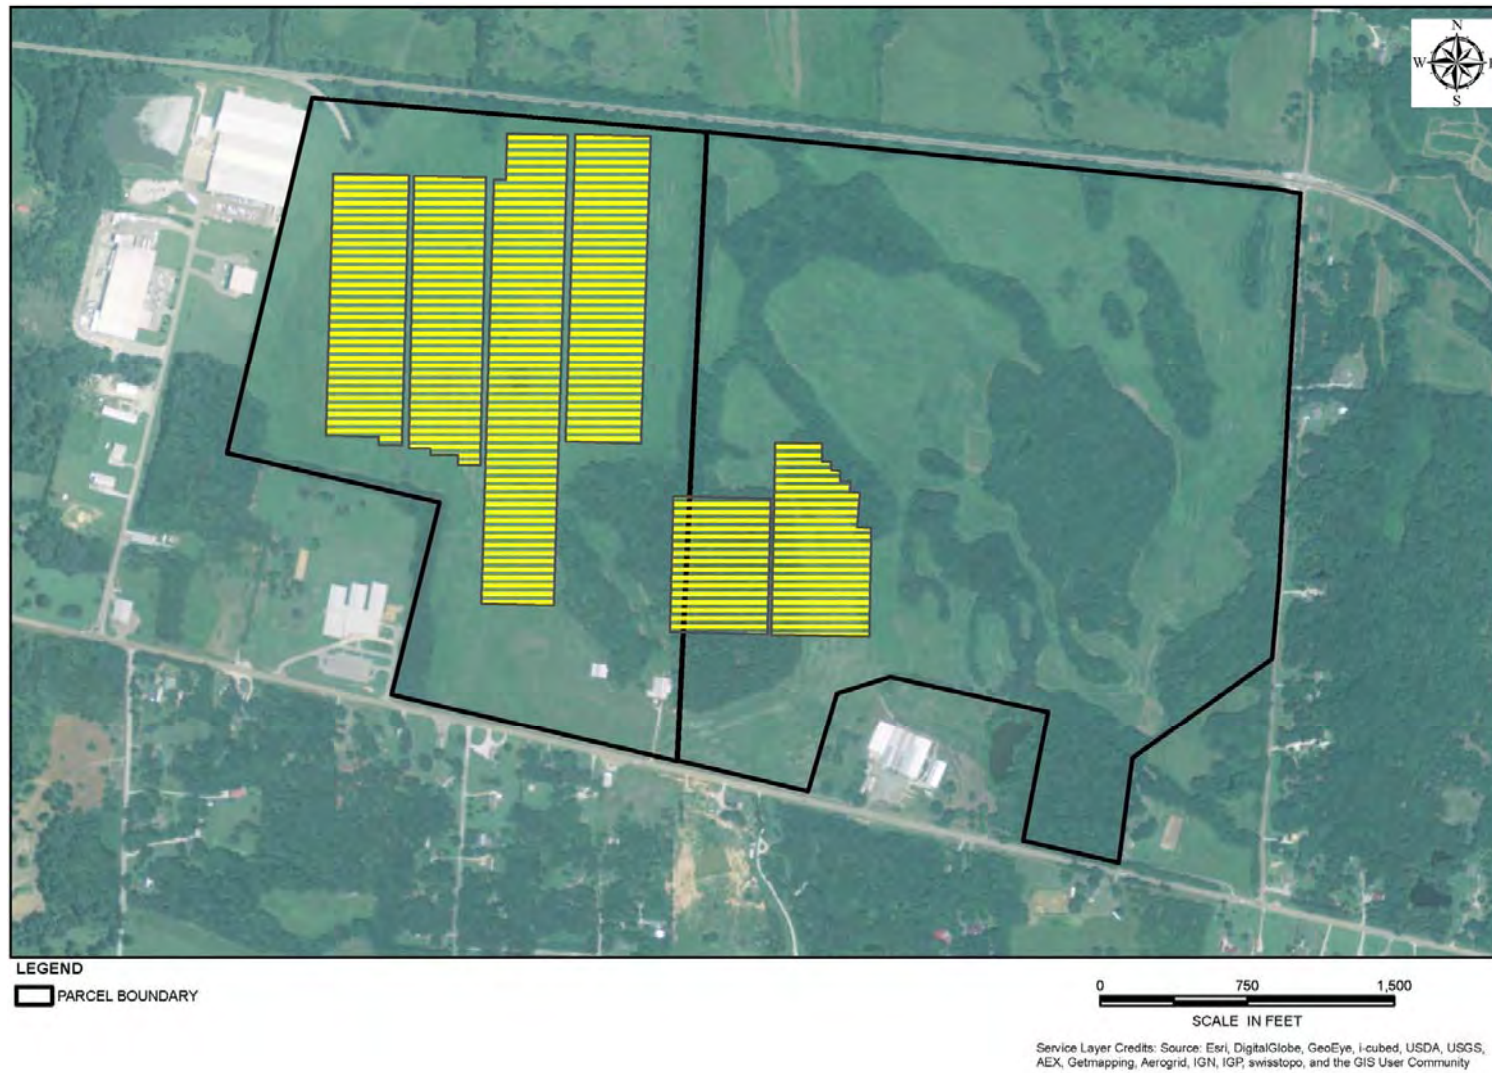 N
W
S
LEGEND
PARCEL BOUNDARY
0 750 1,500
SCALE IN FEET
Service Layer Credits: Source: Esri, DigitalGlobe, GeoEye, i-cubed, USDA, USGS,
AEX, Getmapping, Aerogrid, IGN, IGP, swisstopo, and the GIS User Community